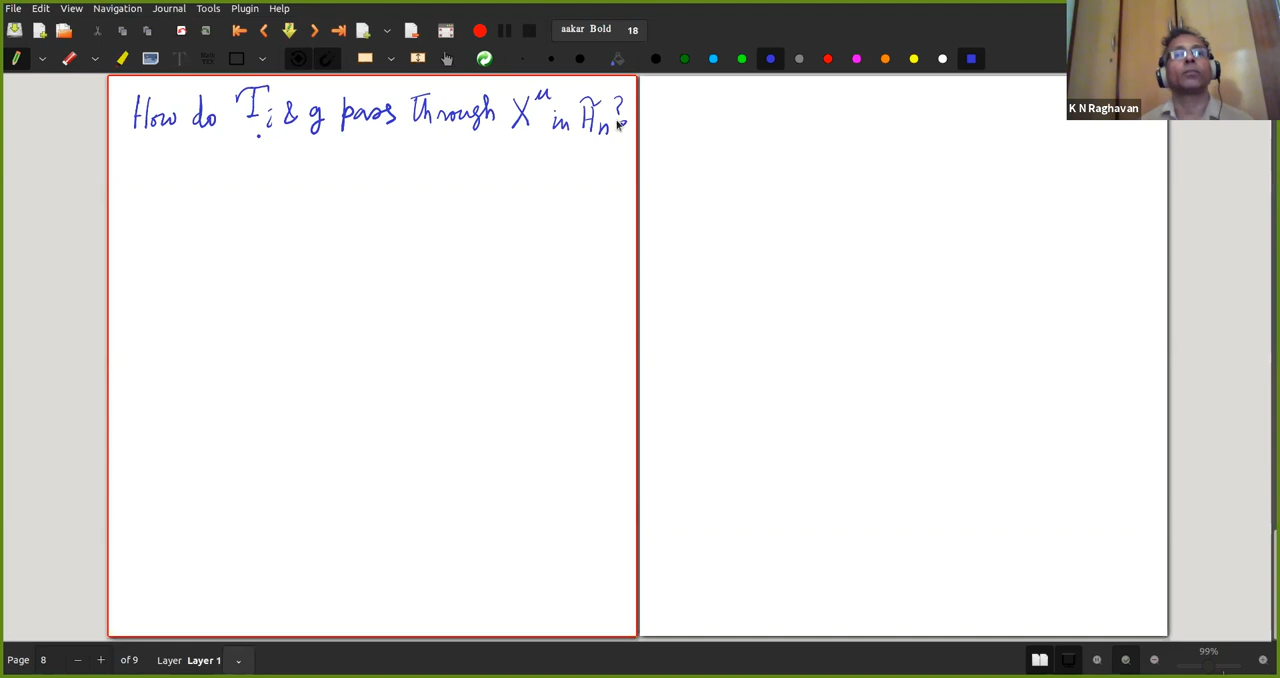 File Edit View Navigation Journal Tools Plugin Help
aakar Bold 18
K N Raghavan
How do T_i & g pass through X^μ in H̃_n?
Page 8 − + of 9 Layer Layer 1
99%